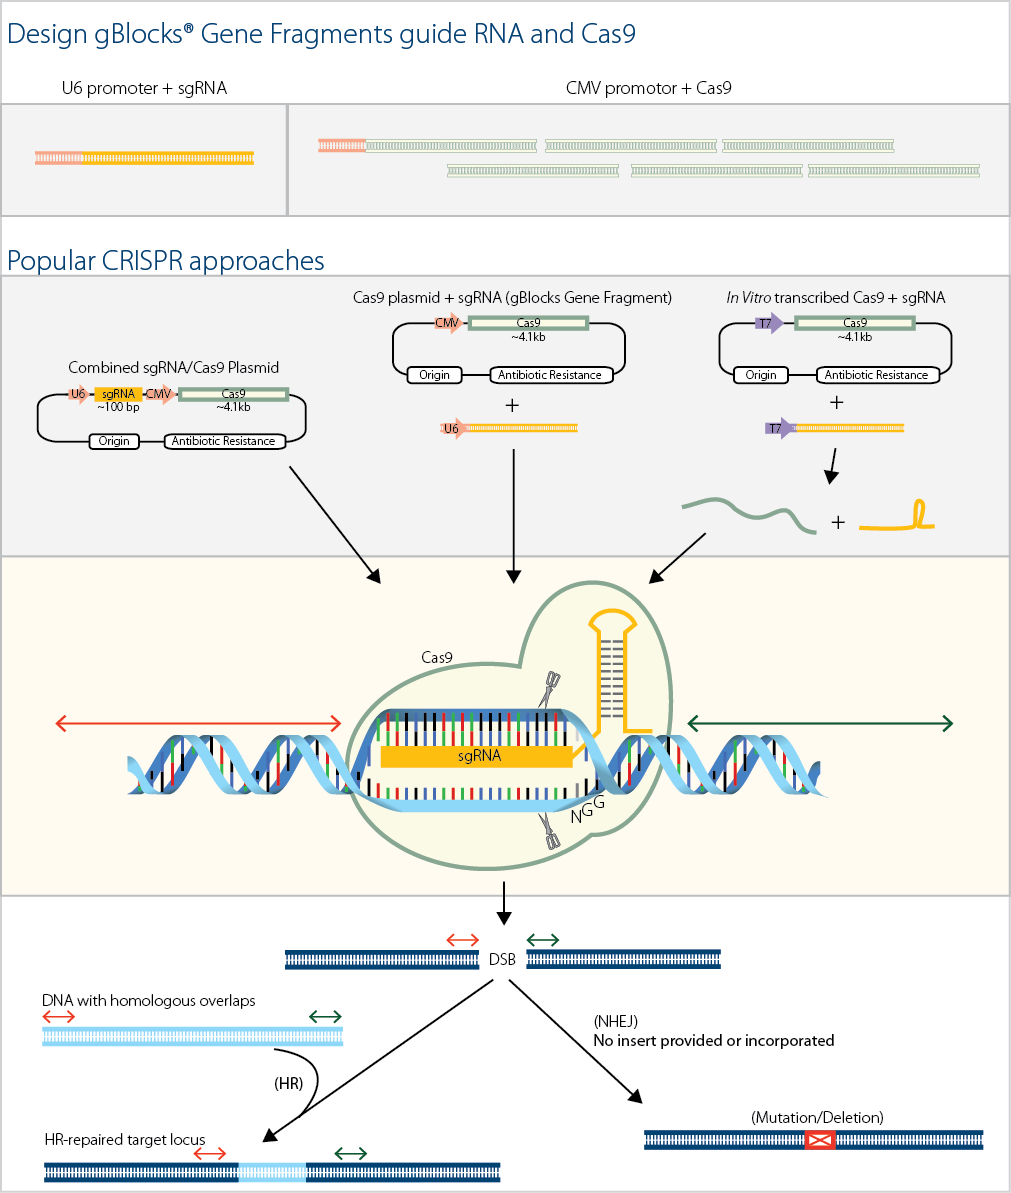 Design gBlocks® Gene Fragments guide RNA and Cas9
U6 promoter + sgRNA
CMV promotor + Cas9
Popular CRISPR approaches
Combined sgRNA/Cas9 Plasmid
U6
sgRNA
CMV
Cas9
~100 bp
~4.1kb
Origin
Antibiotic Resistance
Cas9 plasmid + sgRNA (gBlocks Gene Fragment)
CMV
Cas9
~4.1kb
Origin
Antibiotic Resistance
+
U6
In Vitro transcribed Cas9 + sgRNA
T7
Cas9
~4.1kb
Origin
Antibiotic Resistance
+
T7
+
Cas9
sgRNA
NGG
DSB
DNA with homologous overlaps
(HR)
HR-repaired target locus
(NHEJ)
No insert provided or incorporated
(Mutation/Deletion)